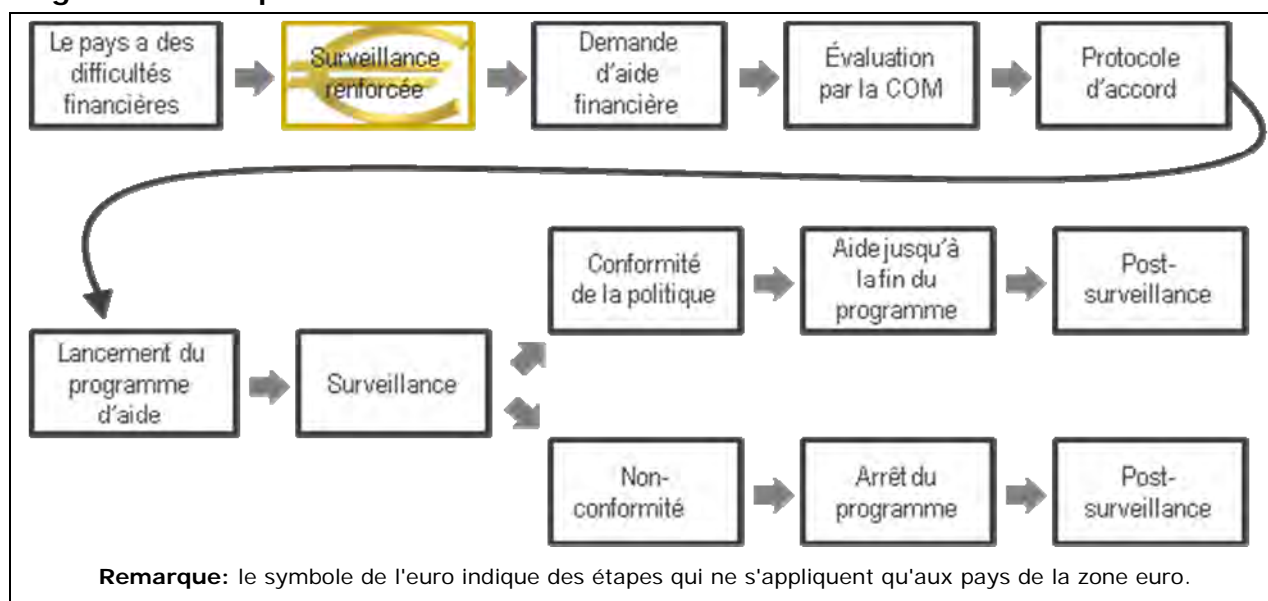 Le pays a des
difficultés
financières
Surveillance
renforcée
Demande
d'aide
financière
Évaluation
par la COM
Protocole
d'accord
Lancement du
programme
d'aide
Surveillance
Conformité
de la politique
Aide jusqu'à
la fin du
programme
Post-
surveillance
Non-
conformité
Arrêt du
programme
Post-
surveillance
Remarque: le symbole de l'euro indique des étapes qui ne s'appliquent qu'aux pays de la zone euro.